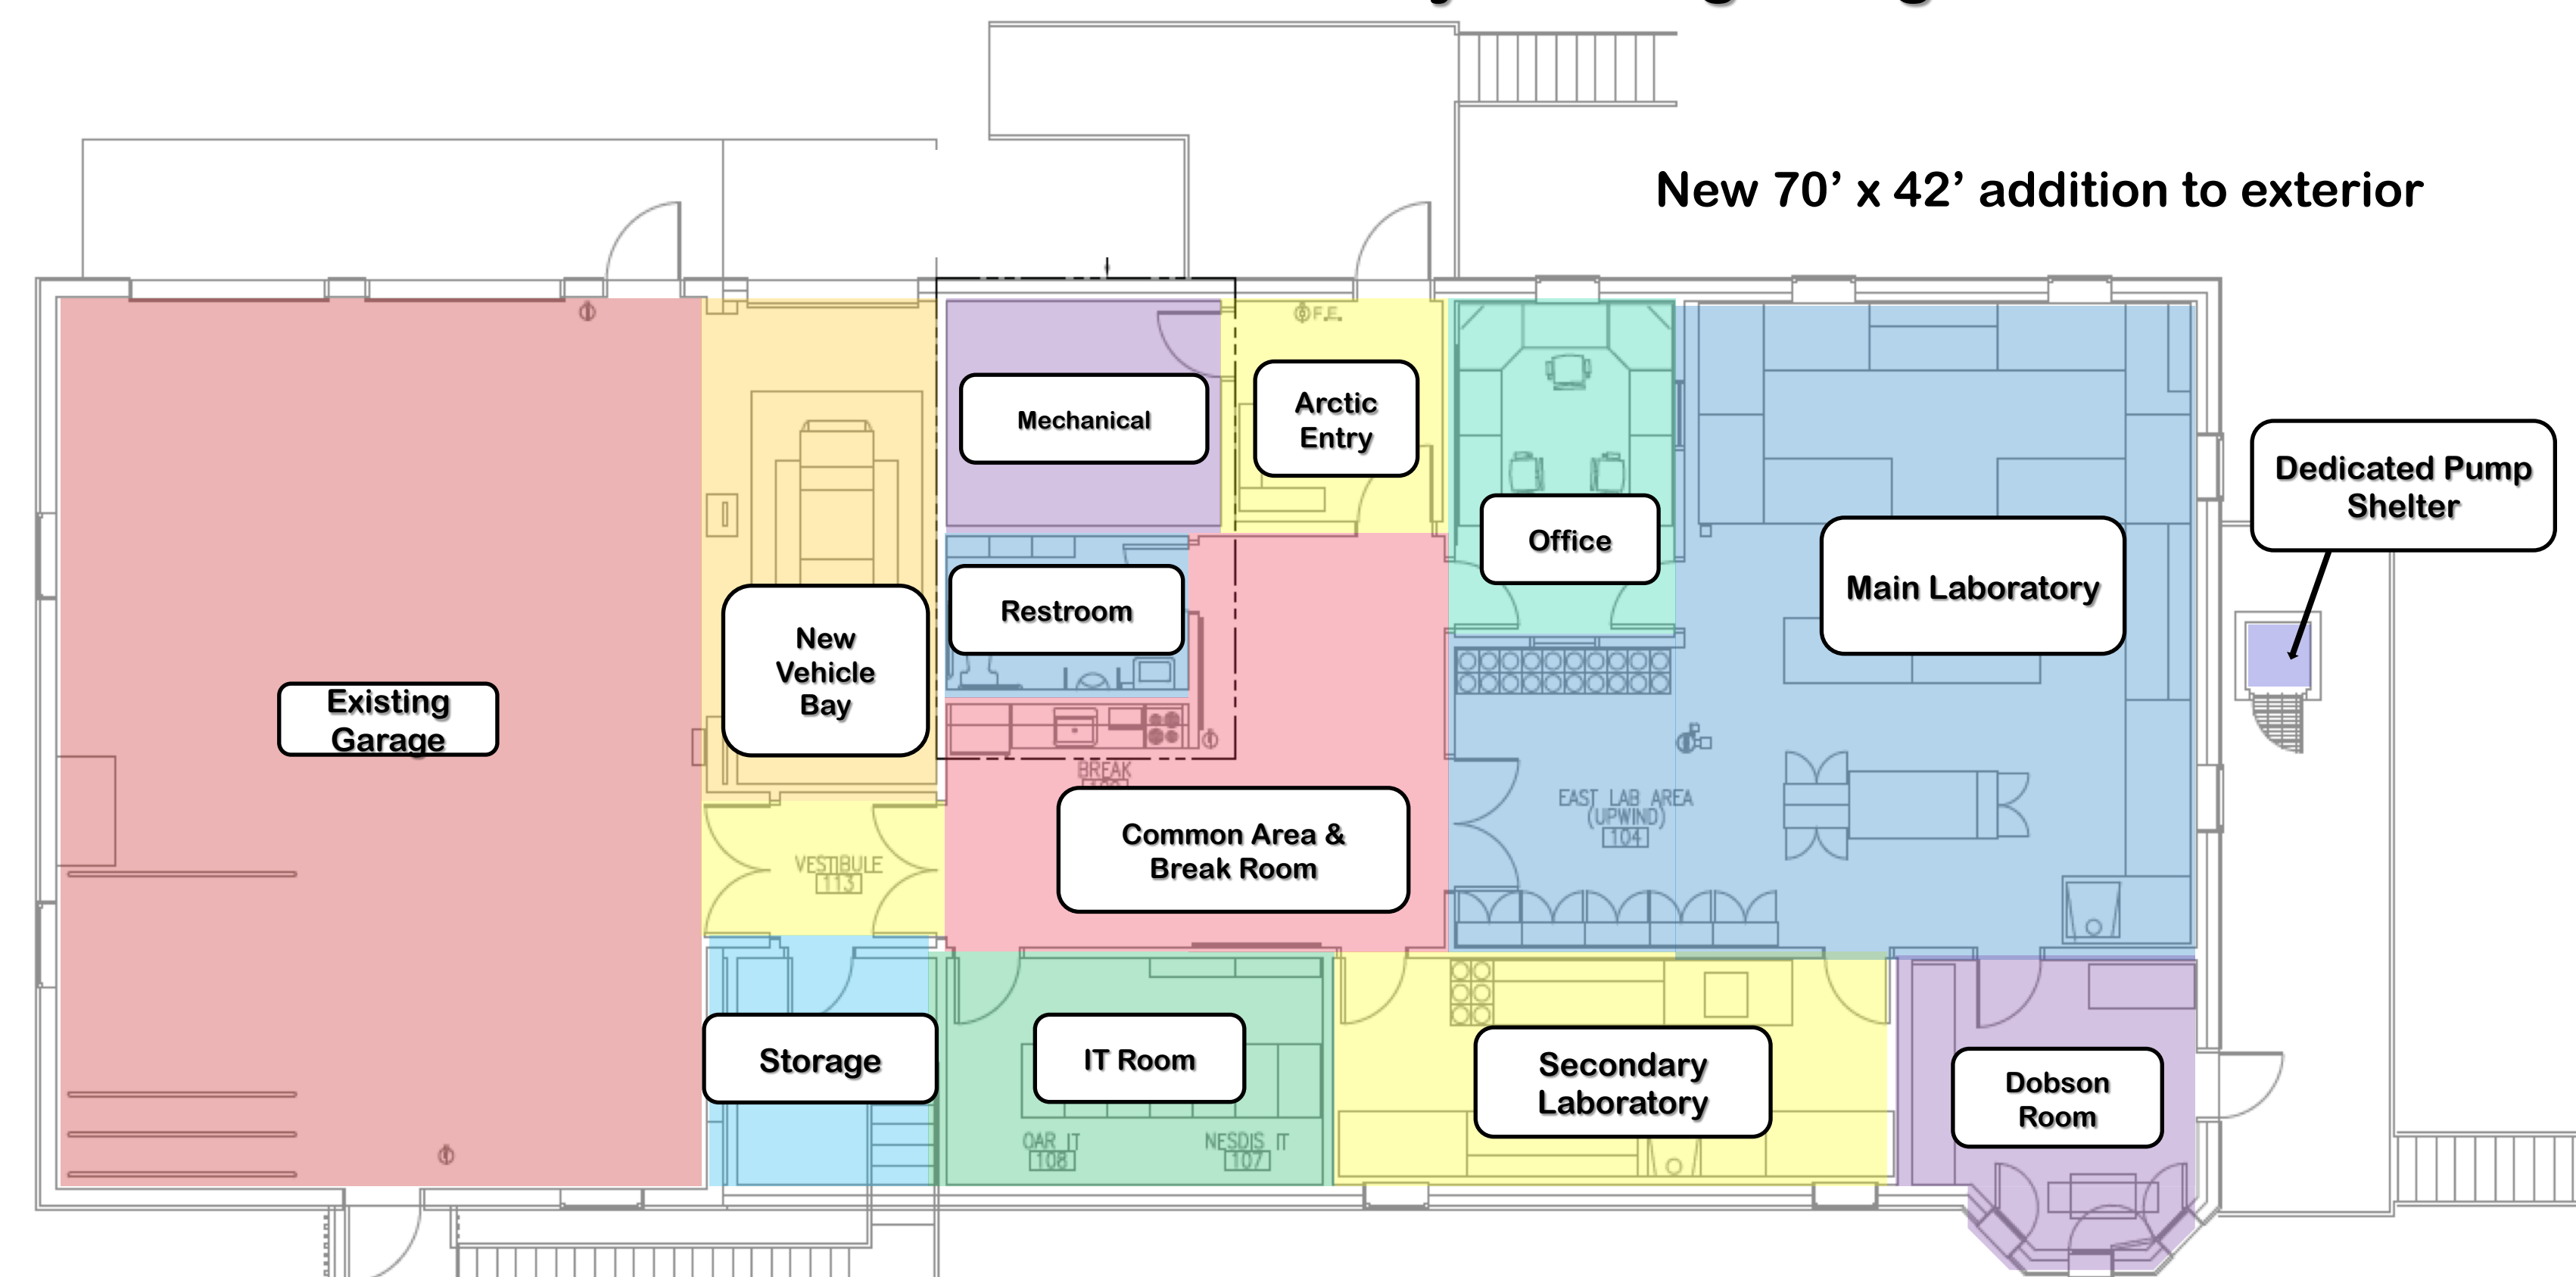 New 70’ x 42’ addition to exterior
F.E.
Mechanical
Arctic
Entry
Dedicated Pump
Shelter
Office
Main Laboratory
Restroom
New
Vehicle
Bay
Existing
Garage
BREAK
EAST LAB AREA
(UPWIND)
104
Common Area &
Break Room
VESTIBULE
113
Storage
IT Room
Secondary
Laboratory
Dobson
Room
OAR IT
108
NESDIS IT
107